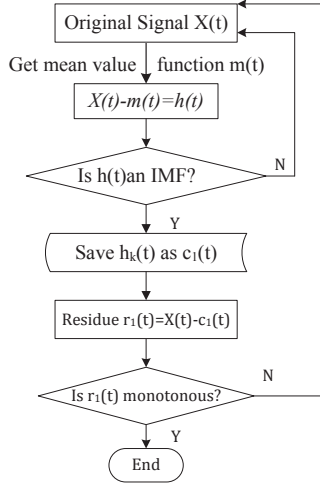 Original Signal X(t)
Get mean value function m(t)
X(t)-m(t)=h(t)
Is h(t)an IMF?
N
Y
Save hk(t) as c1(t)
Residue r1(t)=X(t)-c1(t)
Is r1(t) monotonous?
N
Y
End